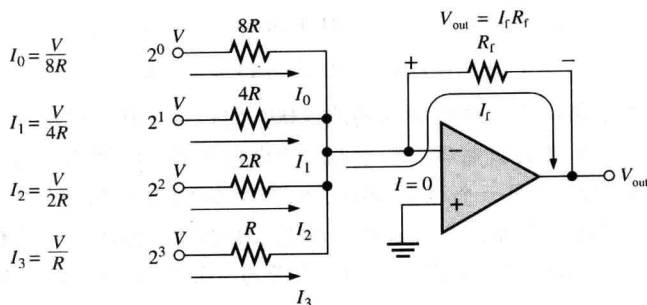 V_out = I_f R_f
R_f
+ −
I_f
I_0 = V/8R
2^0 V 8R
I_0
I_1 = V/4R
2^1 V 4R
I_1
I_2 = V/2R
2^2 V 2R
I_2
I_3 = V/R
2^3 V R
I_3
−
I = 0
+
V_out